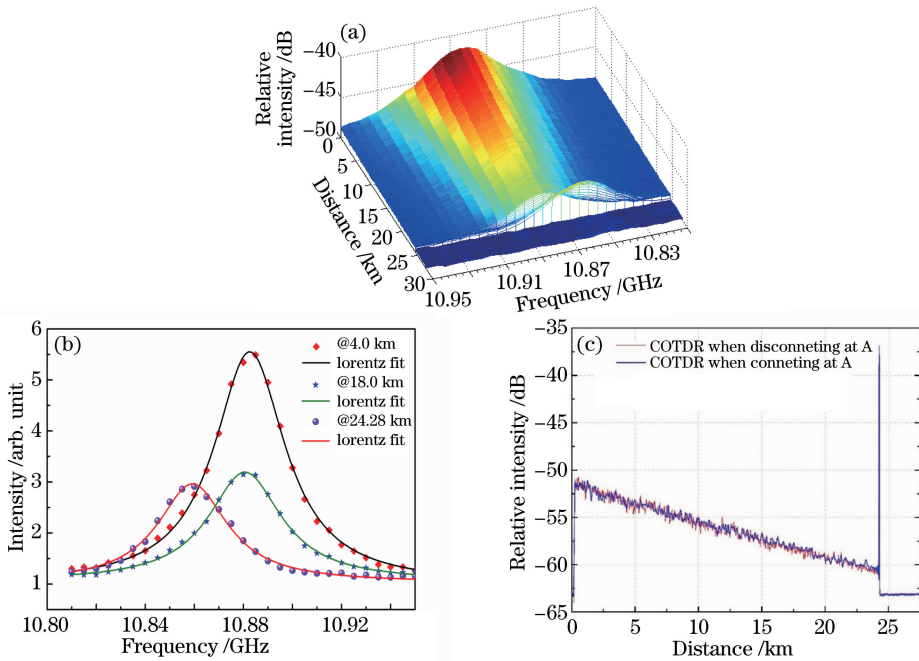 (a)
Relative
intensity /dB
−40
−45
−50
0
5
10
15
20
25
30
Distance /km
10.95
10.91
10.87
10.83
Frequency /GHz
(b)
6
5
4
3
2
1
Intensity /arb. unit
@4.0 km
lorentz fit
@18.0 km
lorentz fit
@24.28 km
lorentz fit
10.80
10.84
10.88
10.92
Frequency /GHz
(c)
−35
−40
−45
−50
−55
−60
−65
Relative intensity /dB
COTDR when disconneting at A
COTDR when conneting at A
0
5
10
15
20
25
Distance /km